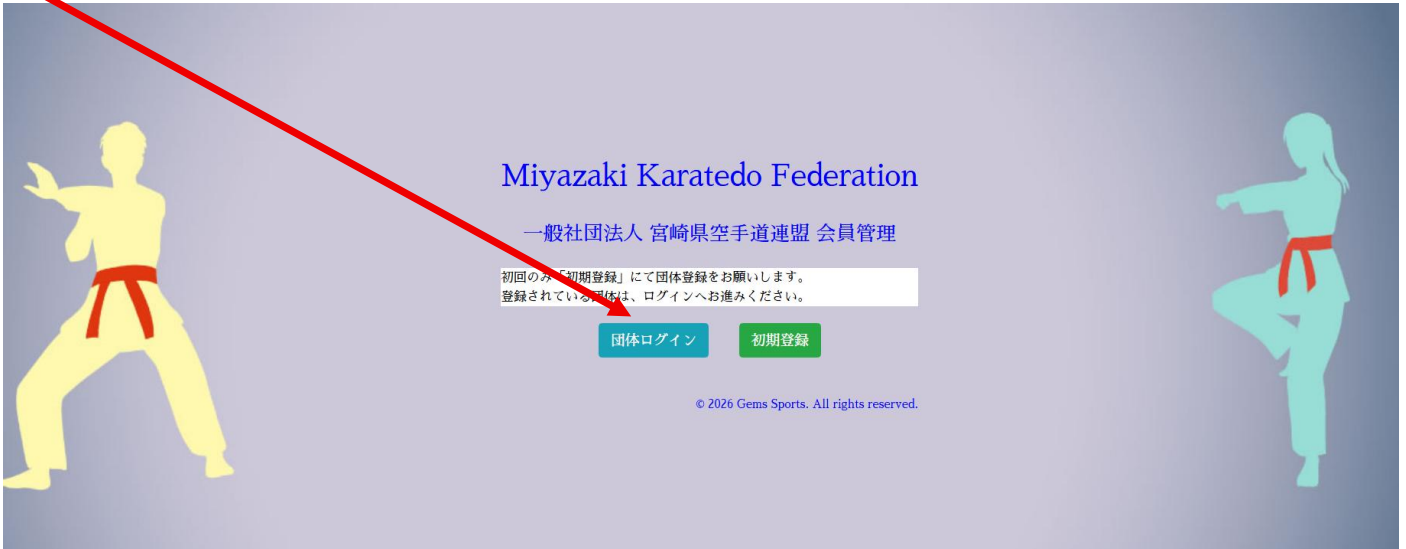 Miyazaki Karatedo Federation
一般社団法人 宮崎県空手道連盟 会員管理
初回のみ「初期登録」にて団体登録をお願いします。
登録されている団体は、ログインへお進みください。
団体ログイン
初期登録
© 2026 Gems Sports. All rights reserved.